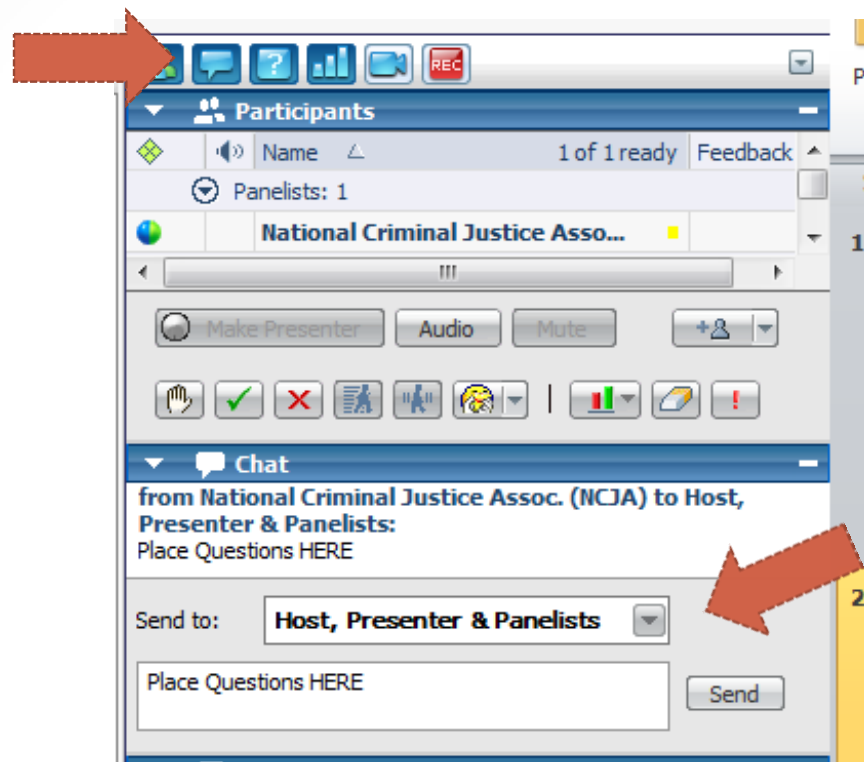 ?
REC
P
Participants
Name 1 of 1 ready Feedback
Panelists: 1
National Criminal Justice Asso...
1
Make Presenter Audio Mute
!
Chat
from National Criminal Justice Assoc. (NCJA) to Host,
Presenter & Panelists:
Place Questions HERE
2
Send to: Host, Presenter & Panelists
Place Questions HERE
Send